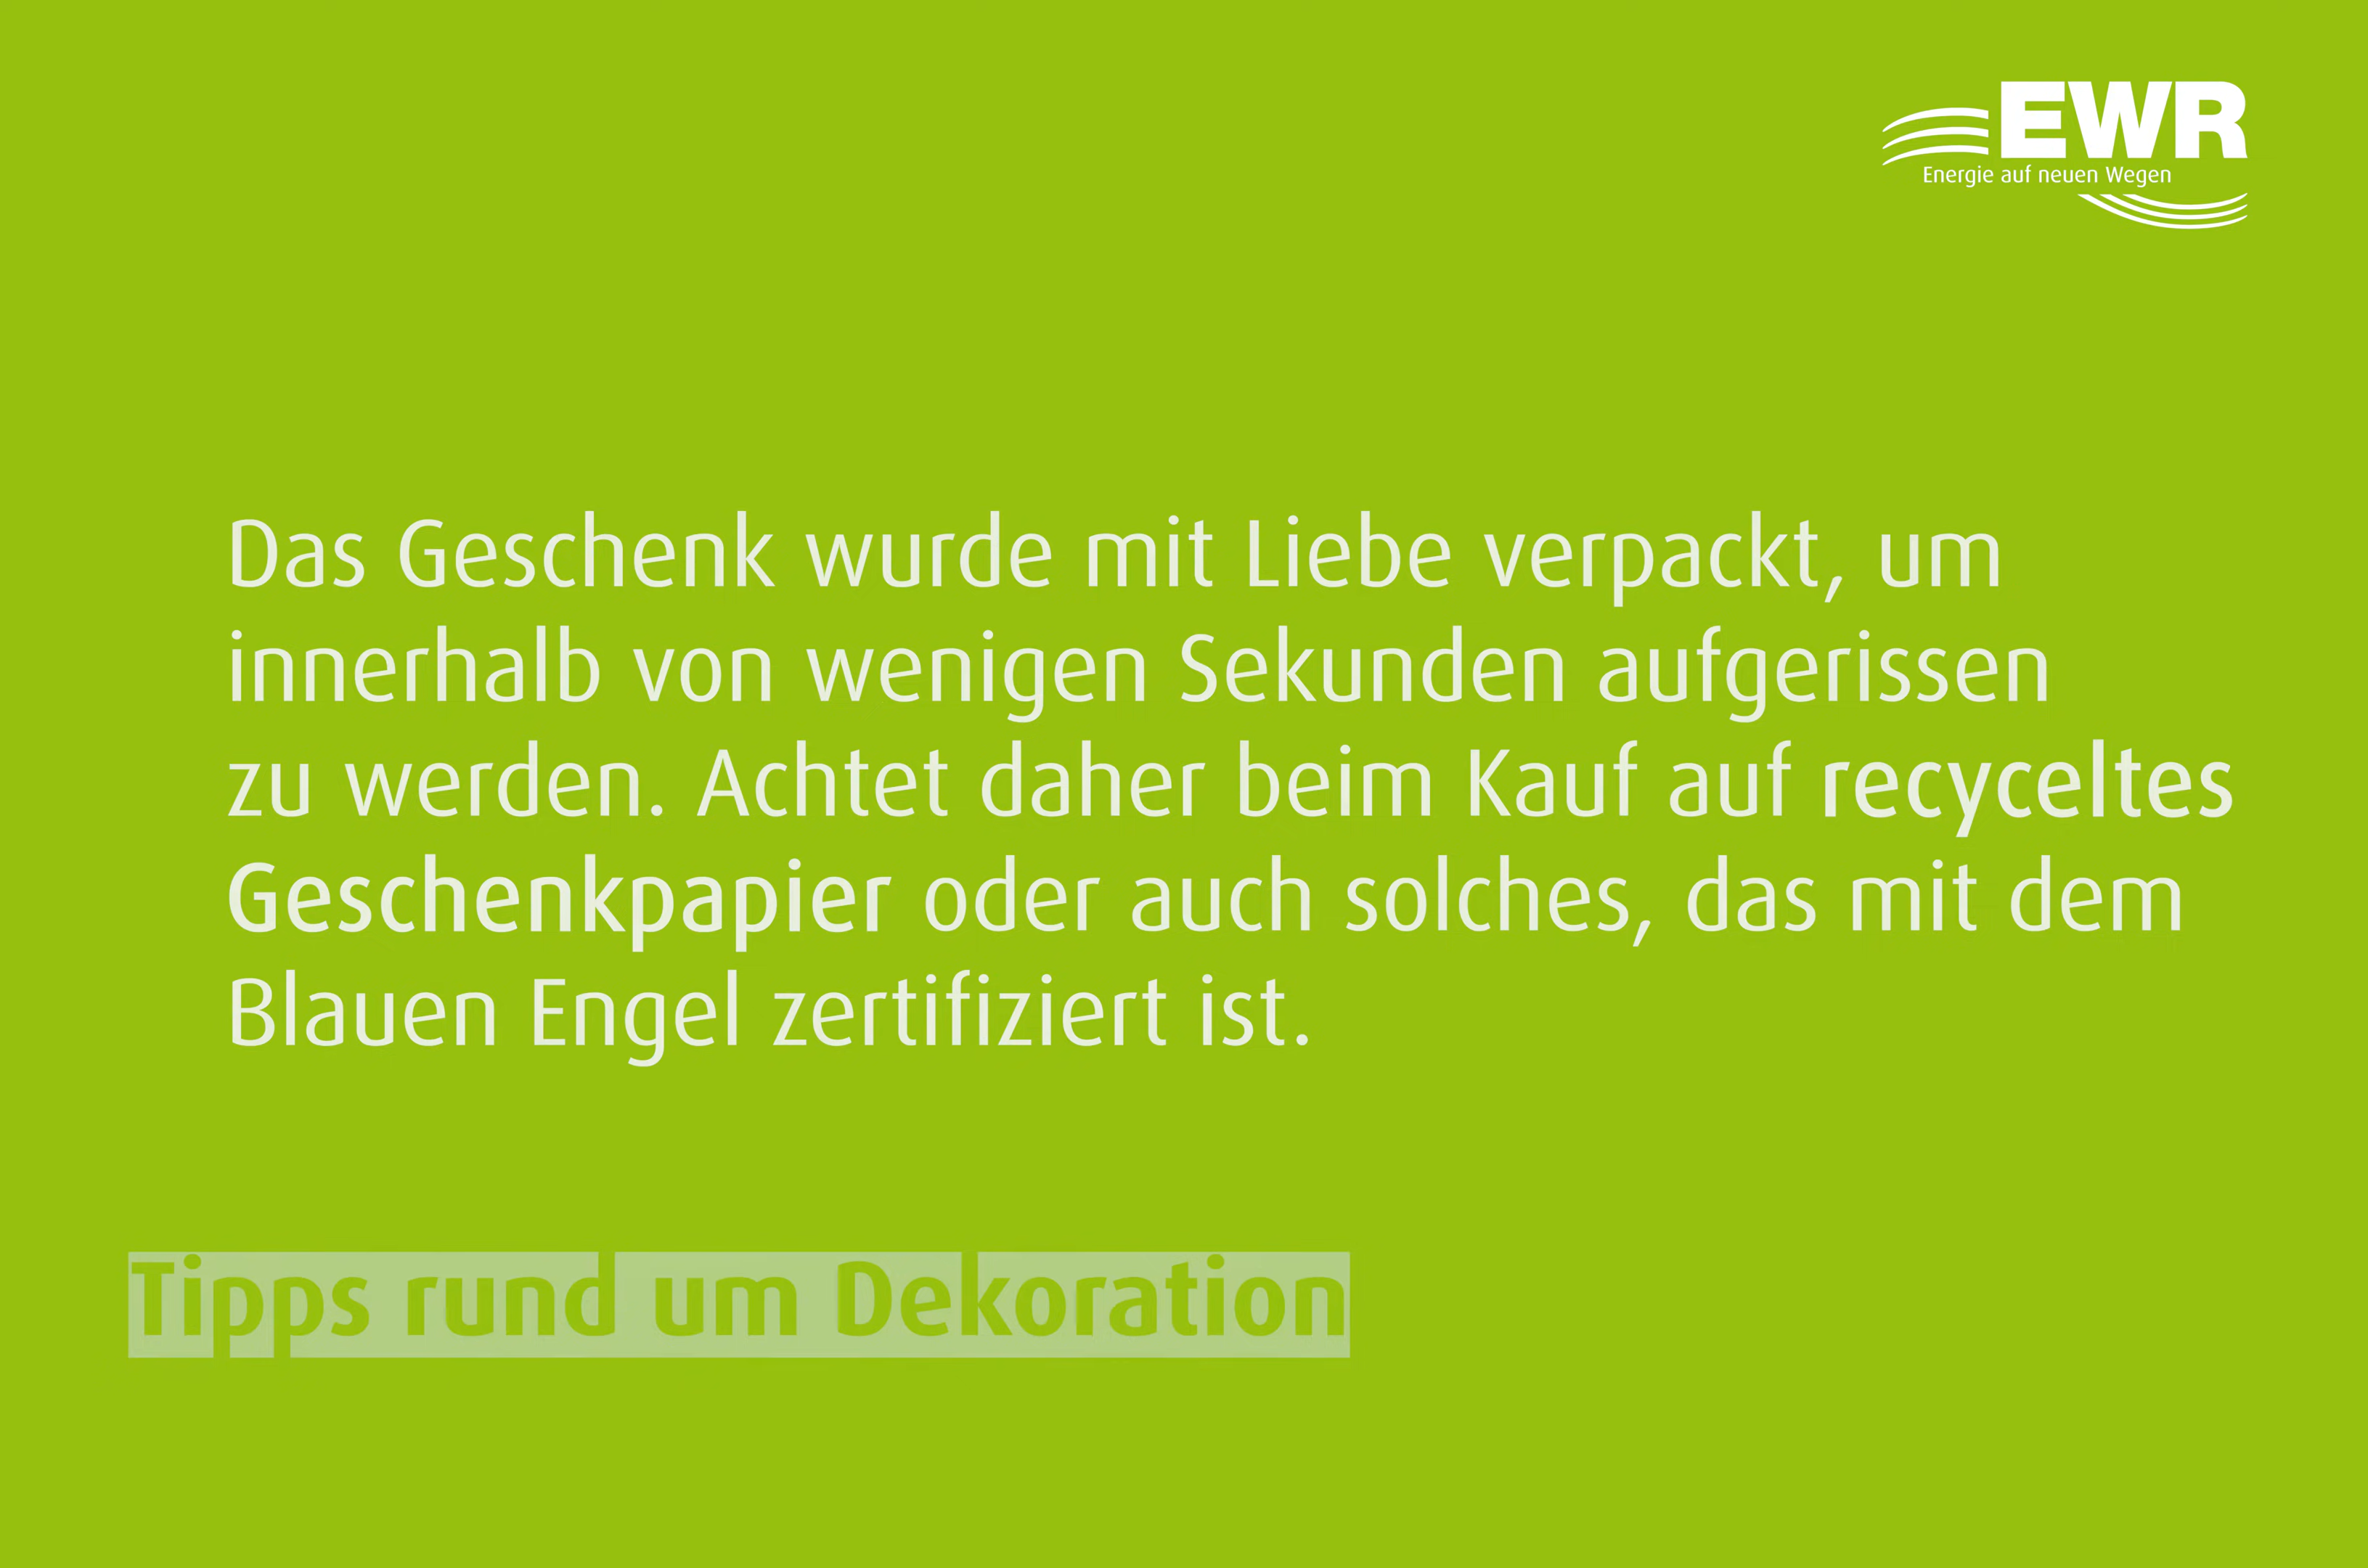 EWR
Energie auf neuen Wegen
Das Geschenk wurde mit Liebe verpackt, um
innerhalb von wenigen Sekunden aufgerissen
zu werden. Achtet daher beim Kauf auf recyceltes
Geschenkpapier oder auch solches, das mit dem
Blauen Engel zertifiziert ist.
Tipps rund um Dekoration